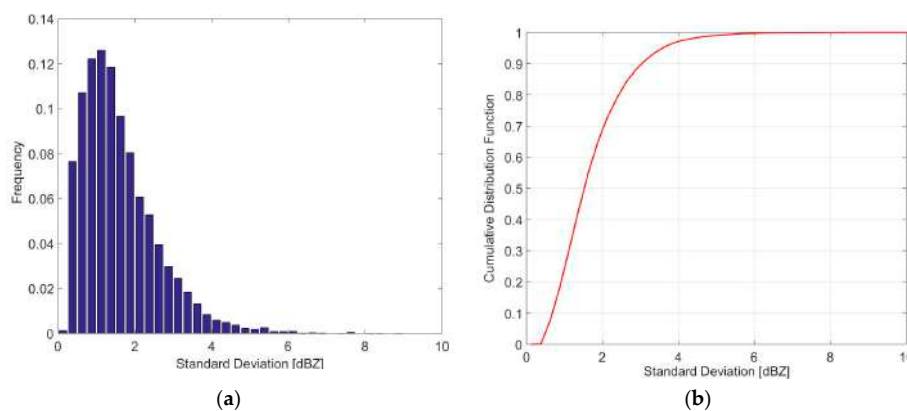 0.14
0.12
0.1
0.08
0.06
0.04
0.02
0
Frequency
0 2 4 6 8 10
Standard Deviation [dBZ]
(a)
1
0.9
0.8
0.7
0.6
0.5
0.4
0.3
0.2
0.1
0
Cumulative Distribution Function
0 2 4 6 8 10
Standard Deviation [dBZ]
(b)